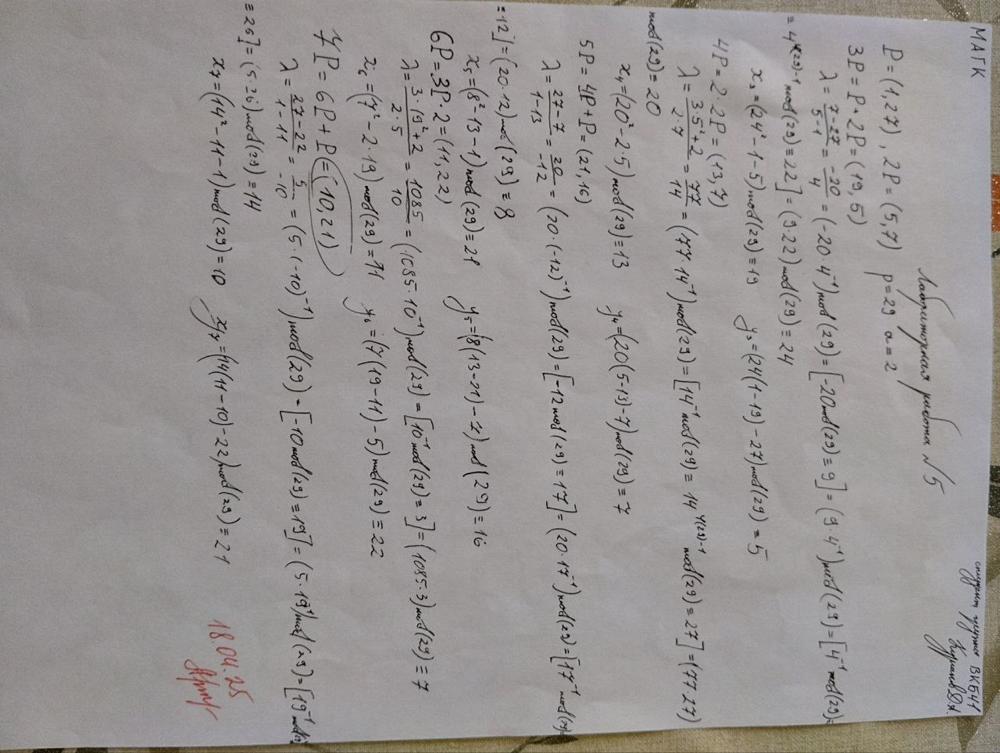 МАГК
студент группы ВКБ41
Лабораторная работа №5
P=(1,27), 2P=(5,7) p=29 a=2
3P=P+2P=(19,5)
λ=\frac{7-27}{5-1}=\frac{-20}{4}=(-20·4⁻¹)mod(29)=[-20mod(29)=9]=(9·4⁻¹)mod(29)=[4⁻¹mod(29)=
=4^{φ(29)-1}mod(29)=22]=(9·22)mod(29)=24
x₃=(24²-1-5)mod(29)=19 y₃=(24(1-19)-27)mod(29)=5
4P=2·2P=(13,7)
λ=\frac{3·5²+2}{2·7}=\frac{77}{14}=(77·14⁻¹)mod(29)=[14⁻¹mod(29)=14^{φ(29)-1}mod(29)=27]=(77·27)
mod(29)=20
x₄=(20²-2·5)mod(29)=13 y₄=(20(5-13)-7)mod(29)=7
5P=4P+P=(21,16)
λ=\frac{27-7}{1-13}=\frac{20}{-12}=(20·(-12)⁻¹)mod(29)=[-12mod(29)=17]=(20·17⁻¹)mod(29)=[17⁻¹mod(29)=
=12]=(20·12)mod(29)=8
x₅=(8²-13-1)mod(29)=21 y₅=(8(13-21)-7)mod(29)=16
6P=3P·2=(11,22)
λ=\frac{3·19²+2}{2·5}=\frac{1085}{10}=(1085·10⁻¹)mod(29)=[10⁻¹mod(29)=3]=(1085·3)mod(29)=7
x₆=(7²-2·19)mod(29)=11 y₆=(7(19-11)-5)mod(29)=22
7P=6P+P=(10,21)
λ=\frac{27-22}{1-11}=\frac{5}{-10}=(5·(-10)⁻¹)mod(29)=[-10mod(29)=19]=(5·19⁻¹)mod(29)=[19⁻¹mod(29)
=26]=(5·26)mod(29)=14
x₇=(14²-11-1)mod(29)=10 y₇=(14(11-10)-22)mod(29)=21
18.04.25